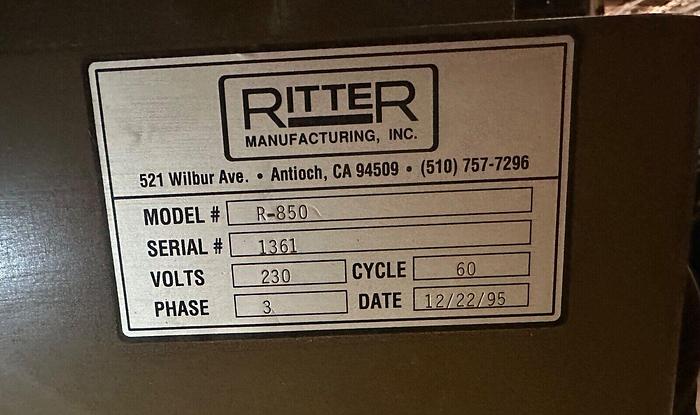 RITTER
MANUFACTURING, INC.
521 Wilbur Ave. • Antioch, CA 94509 • (510) 757-7296
MODEL # R-850
SERIAL # 1361
VOLTS 230 CYCLE 60
PHASE 3 DATE 12/22/95